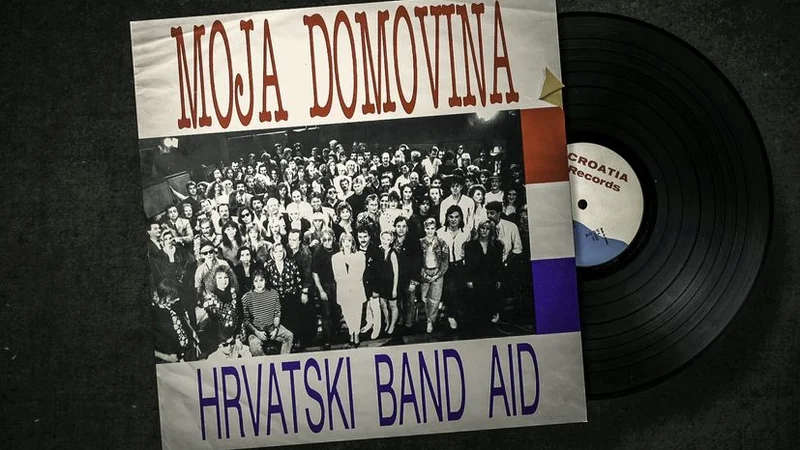 MOJA DOMOVINA
CROATIA
Records
HRVATSKI BAND AID